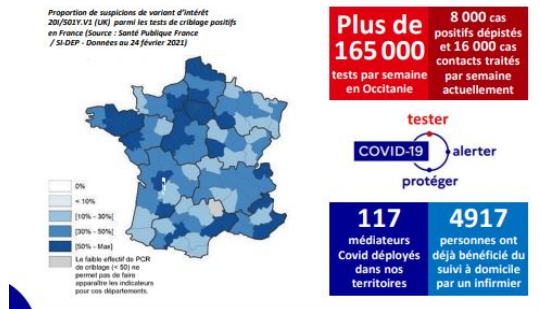 Proportion de suspicions de variant d'intérêt
20I/S01Y.V1 (UK) parmi les tests de criblage positifs
en France (Source : Santé Publique France
/ SI-DEP - Données au 24 février 2021)
0%
< 10%
[10% - 30%[
[30% - 50%[
[50% - Max]
Le faible effectif de PCR
de criblage (< 50) ne
permet pas de faire
apparaître les indicateurs
pour cos départements.
Plus de
165 000
tests par semaine
en Occitanie
8 000 cas
positifs dépistés
et 16 000 cas
contacts traités
par semaine
actuellement
tester
COVID-19
alerter
protéger
117
médiateurs
Covid déployés
dans nos
territoires
4917
personnes ont
déjà bénéficié du
suivi à domicile
par un infirmier